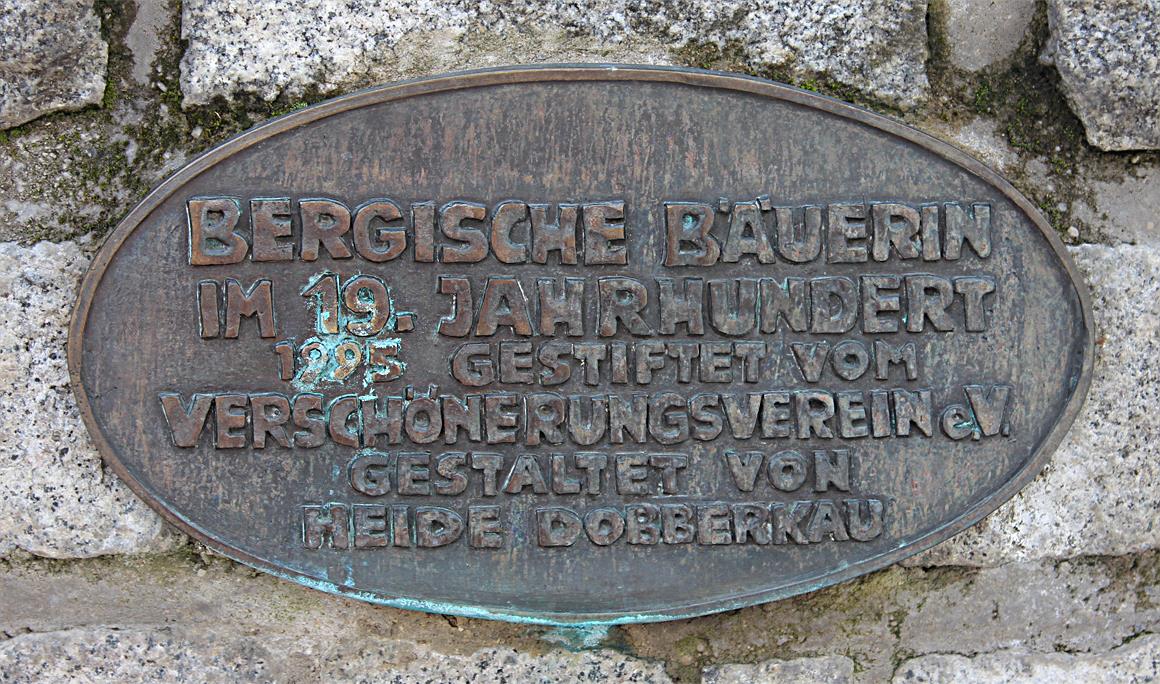 BERGISCHE BÄUERIN
IM 19. JAHRHUNDERT
1995 GESTIFTET VOM
VERSCHÖNERUNGSVEREIN e.V.
GESTALTET VON
HEIDE DOBBERKAU